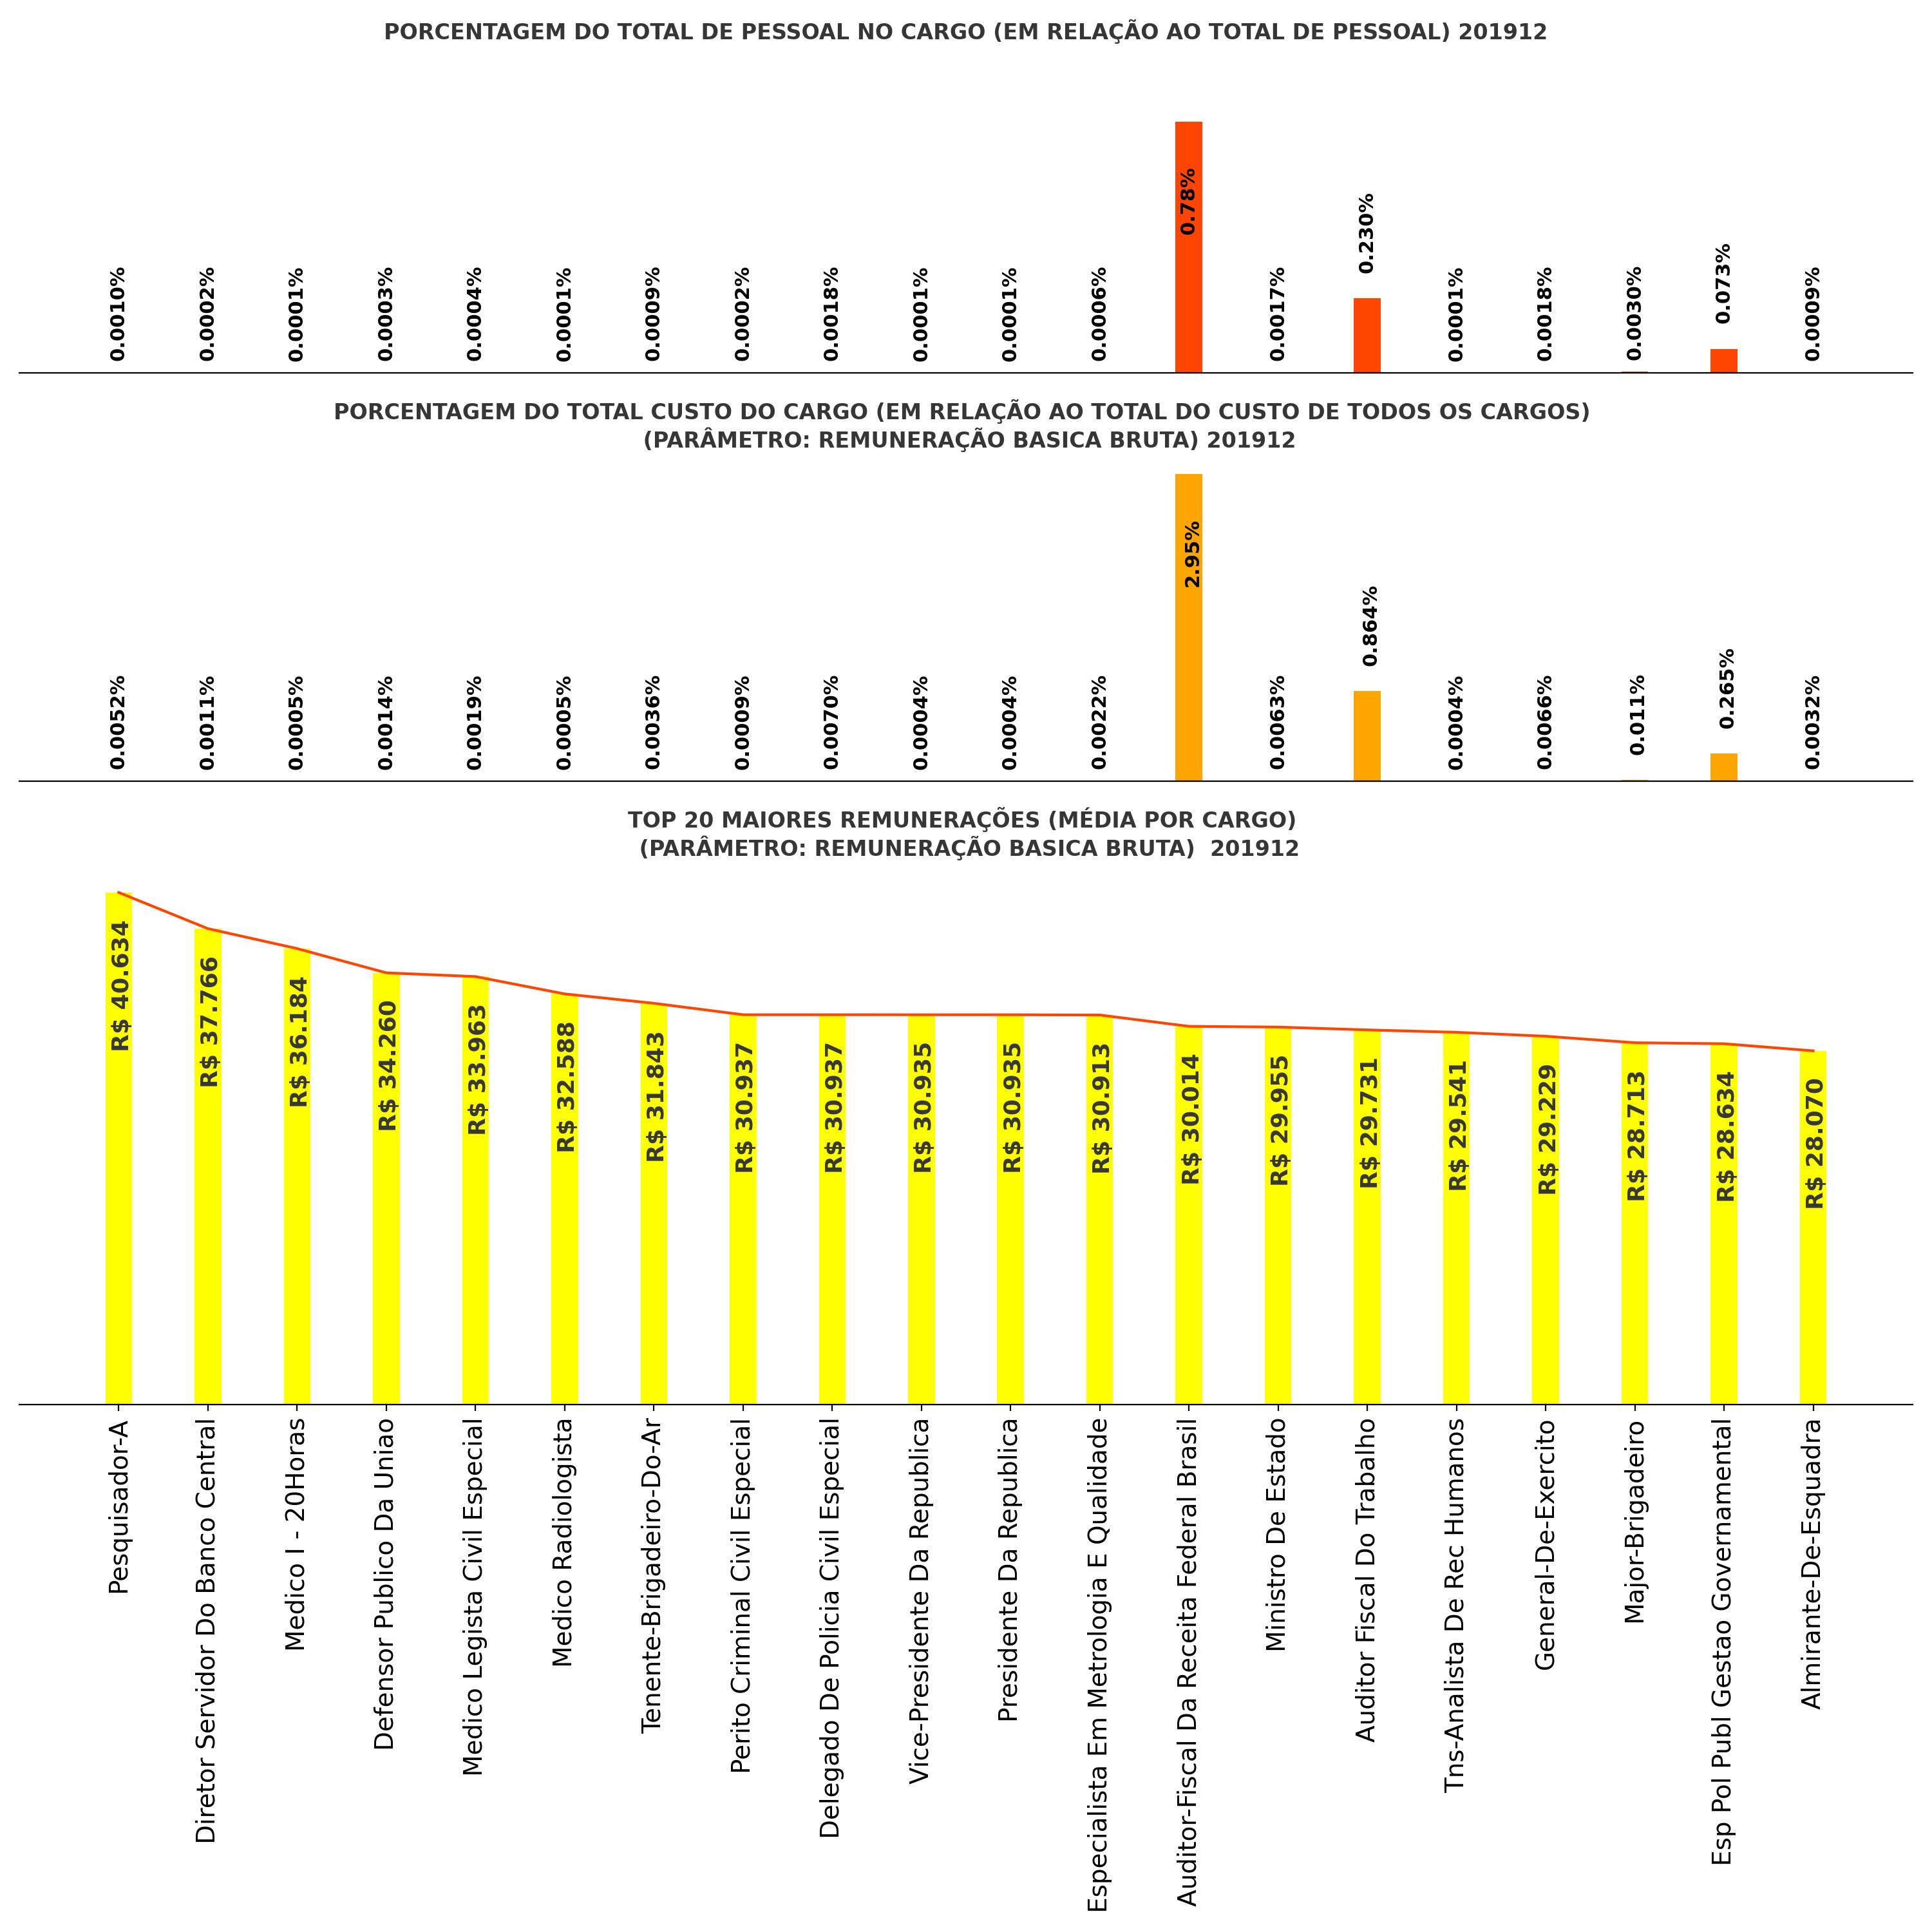 PORCENTAGEM DO TOTAL DE PESSOAL NO CARGO (EM RELAÇÃO AO TOTAL DE PESSOAL) 201912
0.0010%
0.0002%
0.0001%
0.0003%
0.0004%
0.0001%
0.0009%
0.0002%
0.0018%
0.0001%
0.0001%
0.0006%
0.78%
0.0017%
0.230%
0.0001%
0.0018%
0.0030%
0.073%
0.0009%
PORCENTAGEM DO TOTAL CUSTO DO CARGO (EM RELAÇÃO AO TOTAL DO CUSTO DE TODOS OS CARGOS)
(PARÂMETRO: REMUNERAÇÃO BASICA BRUTA) 201912
0.0052%
0.0011%
0.0005%
0.0014%
0.0019%
0.0005%
0.0036%
0.0009%
0.0070%
0.0004%
0.0004%
0.0022%
2.95%
0.0063%
0.864%
0.0004%
0.0066%
0.011%
0.265%
0.0032%
TOP 20 MAIORES REMUNERAÇÕES (MÉDIA POR CARGO)
(PARÂMETRO: REMUNERAÇÃO BASICA BRUTA)  201912
R$ 40.634
R$ 37.766
R$ 36.184
R$ 34.260
R$ 33.963
R$ 32.588
R$ 31.843
R$ 30.937
R$ 30.937
R$ 30.935
R$ 30.935
R$ 30.913
R$ 30.014
R$ 29.955
R$ 29.731
R$ 29.541
R$ 29.229
R$ 28.713
R$ 28.634
R$ 28.070
Pesquisador-A
Diretor Servidor Do Banco Central
Medico I - 20Horas
Defensor Publico Da Uniao
Medico Legista Civil Especial
Medico Radiologista
Tenente-Brigadeiro-Do-Ar
Perito Criminal Civil Especial
Delegado De Policia Civil Especial
Vice-Presidente Da Republica
Presidente Da Republica
Especialista Em Metrologia E Qualidade
Auditor-Fiscal Da Receita Federal Brasil
Ministro De Estado
Auditor Fiscal Do Trabalho
Tns-Analista De Rec Humanos
General-De-Exercito
Major-Brigadeiro
Esp Pol Publ Gestao Governamental
Almirante-De-Esquadra